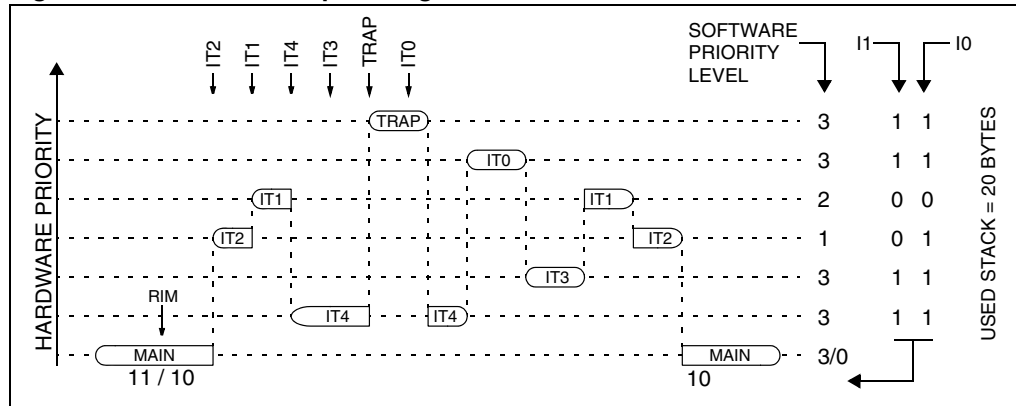 IT2
IT1
IT4
IT3
TRAP
IT0
SOFTWARE
PRIORITY
LEVEL
I1
I0
HARDWARE PRIORITY
TRAP
3
1 1
IT0
3
1 1
IT1
IT1
2
0 0
IT2
IT2
1
0 1
IT3
3
1 1
RIM
IT4
IT4
3
1 1
MAIN
MAIN
3/0
11 / 10
10
USED STACK = 20 BYTES